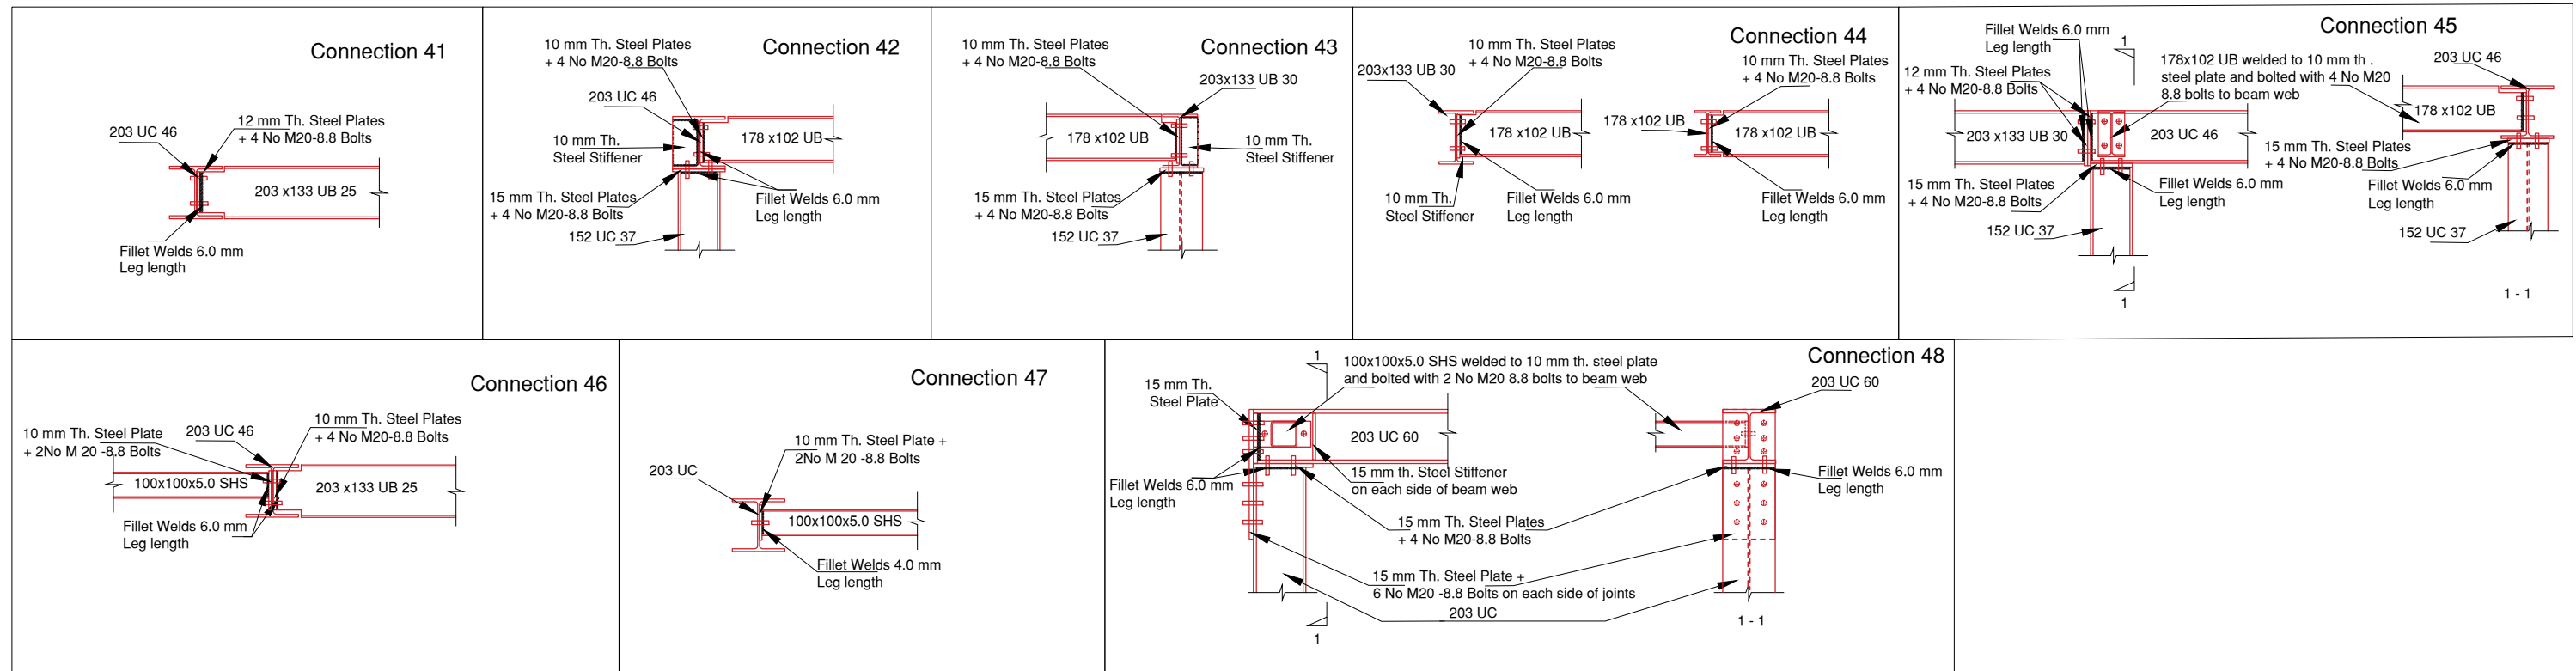 Connection 41
203 UC 46
12 mm Th. Steel Plates
+ 4 No M20-8.8 Bolts
203 x133 UB 25
Fillet Welds 6.0 mm
Leg length
Connection 42
10 mm Th. Steel Plates
+ 4 No M20-8.8 Bolts
203 UC 46
10 mm Th.
Steel Stiffener
178 x102 UB
15 mm Th. Steel Plates
+ 4 No M20-8.8 Bolts
Fillet Welds 6.0 mm
Leg length
152 UC 37
Connection 43
10 mm Th. Steel Plates
+ 4 No M20-8.8 Bolts
203x133 UB 30
178 x102 UB
10 mm Th.
Steel Stiffener
15 mm Th. Steel Plates
+ 4 No M20-8.8 Bolts
152 UC 37
Connection 44
10 mm Th. Steel Plates
+ 4 No M20-8.8 Bolts
203x133 UB 30
178 x102 UB
10 mm Th.
Steel Stiffener
Fillet Welds 6.0 mm
Leg length
10 mm Th. Steel Plates
+ 4 No M20-8.8 Bolts
178 x102 UB
178 x102 UB
Fillet Welds 6.0 mm
Leg length
Connection 45
Fillet Welds 6.0 mm
Leg length
1
178x102 UB welded to 10 mm th .
steel plate and bolted with 4 No M20
8.8 bolts to beam web
12 mm Th. Steel Plates
+ 4 No M20-8.8 Bolts
203 x133 UB 30
203 UC 46
15 mm Th. Steel Plates
+ 4 No M20-8.8 Bolts
Fillet Welds 6.0 mm
Leg length
152 UC 37
1
203 UC 46
178 x102 UB
15 mm Th. Steel Plates
+ 4 No M20-8.8 Bolts
Fillet Welds 6.0 mm
Leg length
152 UC 37
1 - 1
Connection 46
10 mm Th. Steel Plate
+ 2No M 20 -8.8 Bolts
203 UC 46
10 mm Th. Steel Plates
+ 4 No M20-8.8 Bolts
100x100x5.0 SHS
203 x133 UB 25
Fillet Welds 6.0 mm
Leg length
Connection 47
10 mm Th. Steel Plate +
2No M 20 -8.8 Bolts
203 UC
100x100x5.0 SHS
Fillet Welds 4.0 mm
Leg length
Connection 48
1
100x100x5.0 SHS welded to 10 mm th. steel plate
and bolted with 2 No M20 8.8 bolts to beam web
15 mm Th.
Steel Plate
203 UC 60
203 UC 60
15 mm th. Steel Stiffener
on each side of beam web
Fillet Welds 6.0 mm
Leg length
Fillet Welds 6.0 mm
Leg length
15 mm Th. Steel Plates
+ 4 No M20-8.8 Bolts
15 mm Th. Steel Plate +
6 No M20 -8.8 Bolts on each side of joints
203 UC
1
1 - 1